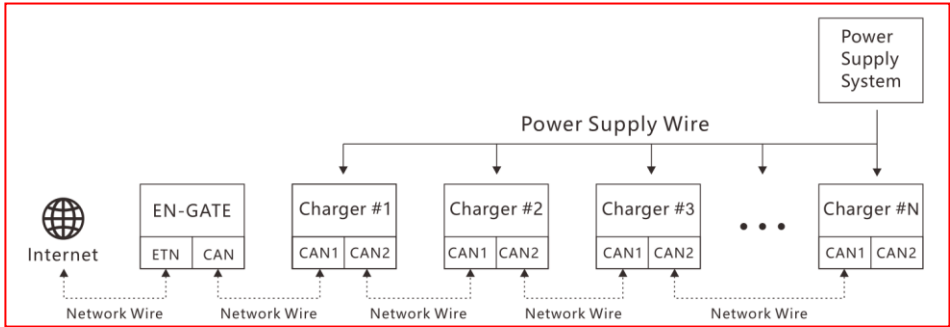 Power
Supply
System
Power Supply Wire
Internet
EN-GATE
ETN CAN
Charger #1
CAN1 CAN2
Charger #2
CAN1 CAN2
Charger #3
CAN1 CAN2
•••
Charger #N
CAN1 CAN2
Network Wire
Network Wire
Network Wire
Network Wire
Network Wire